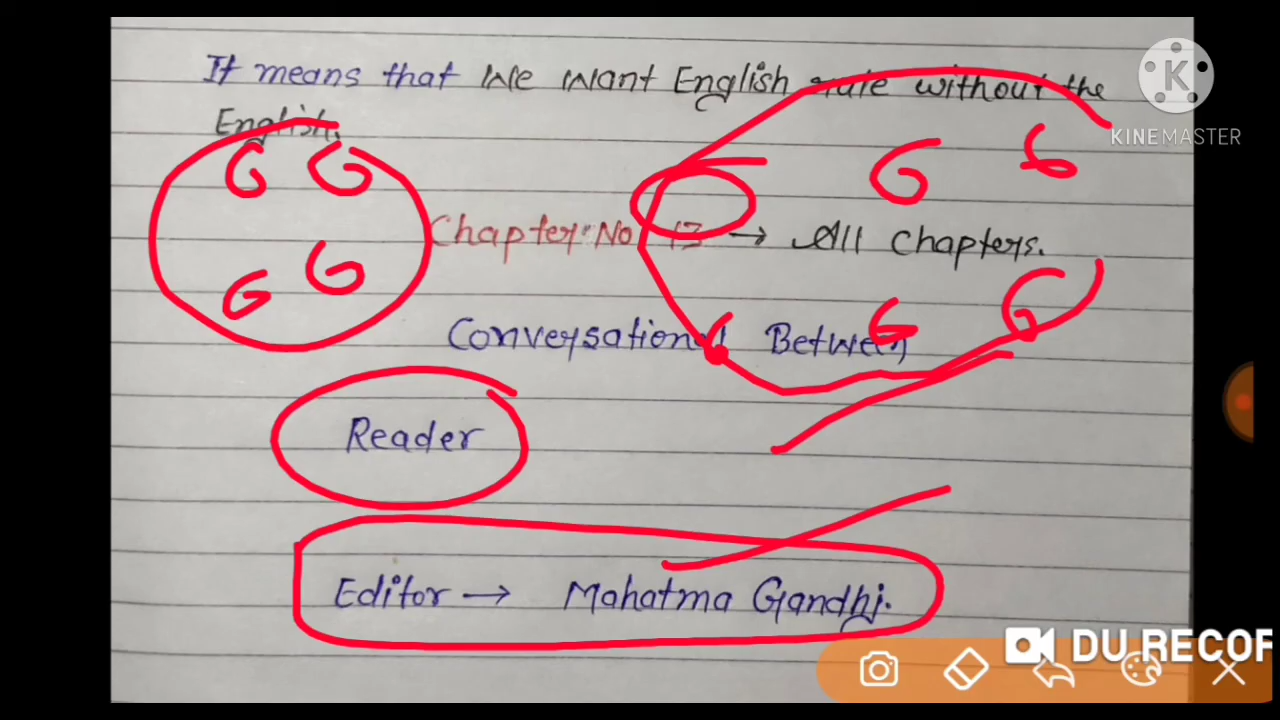 It means that We want English rule without the
KINEMASTER
English.
G G G G
Chapter No 13 → All chapters.
G G G G
Conversational Between
Reader
Editor → Mahatma Gandhi.
DU RECOR